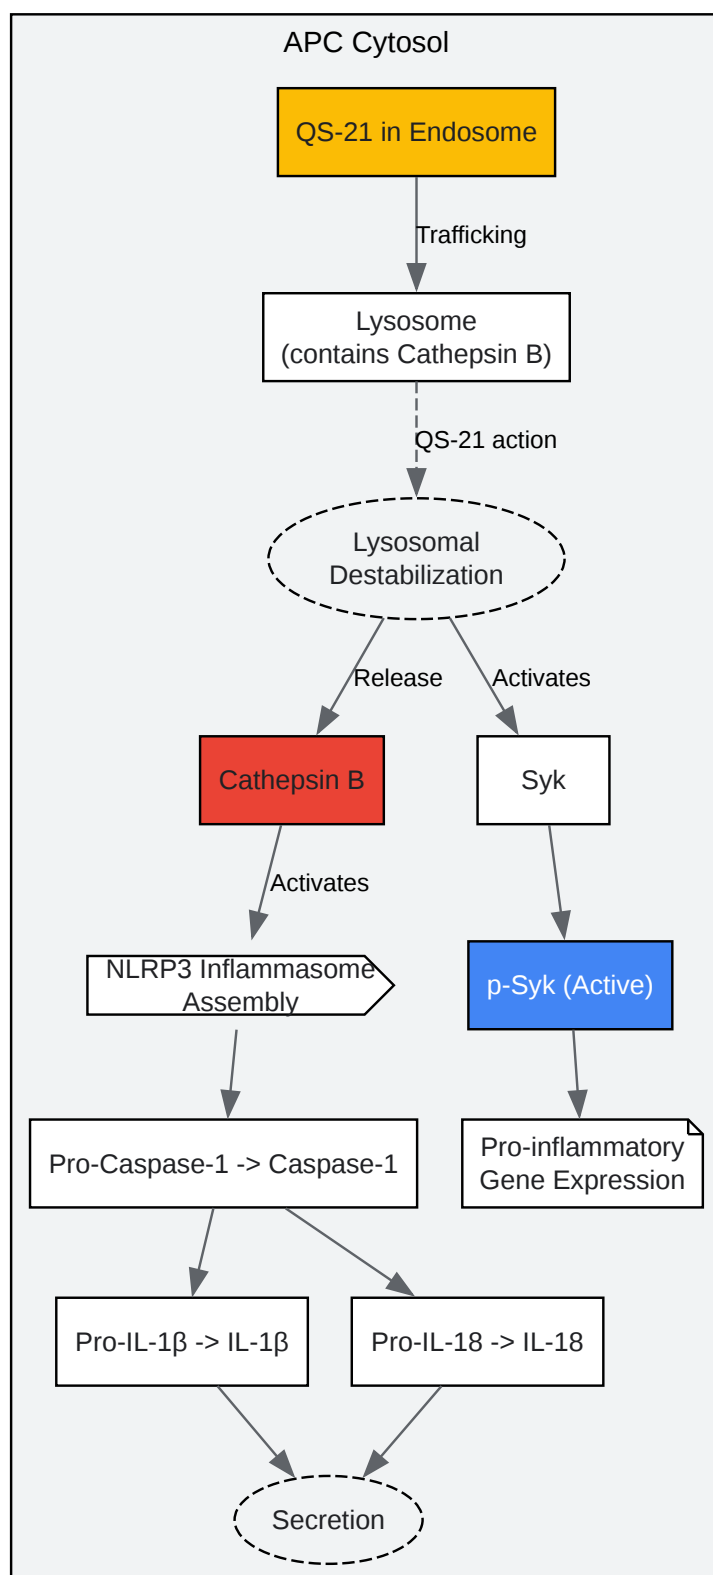 APC Cytosol
QS-21 in Endosome
Trafficking
Lysosome
(contains Cathepsin B)
QS-21 action
Lysosomal
Destabilization
Release
Activates
Cathepsin B
Syk
Activates
NLRP3 Inflammasome
Assembly
p-Syk (Active)
Pro-Caspase-1 -> Caspase-1
Pro-inflammatory
Gene Expression
Pro-IL-1β -> IL-1β
Pro-IL-18 -> IL-18
Secretion